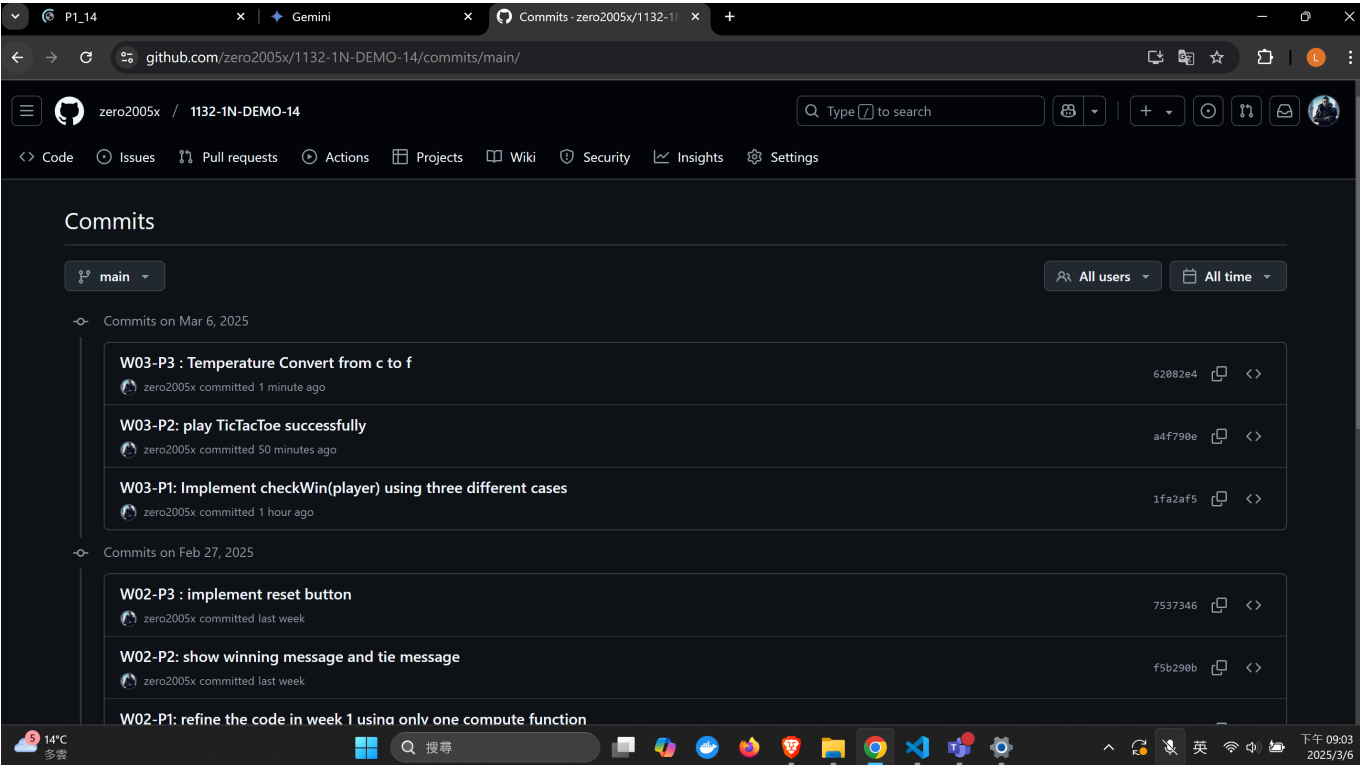 P1_14
Gemini
Commits · zero2005x/1132-1
github.com/zero2005x/1132-1N-DEMO-14/commits/main/
L
zero2005x / 1132-1N-DEMO-14
Type / to search
Code
Issues
Pull requests
Actions
Projects
Wiki
Security
Insights
Settings
Commits
main
All users
All time
Commits on Mar 6, 2025
W03-P3 : Temperature Convert from c to f
zero2005x committed 1 minute ago
62082e4
W03-P2: play TicTacToe successfully
zero2005x committed 50 minutes ago
a4f790e
W03-P1: Implement checkWin(player) using three different cases
zero2005x committed 1 hour ago
1fa2af5
Commits on Feb 27, 2025
W02-P3 : implement reset button
zero2005x committed last week
7537346
W02-P2: show winning message and tie message
zero2005x committed last week
f5b290b
W02-P1: refine the code in week 1 using only one compute function
5
14°C
多雲
搜尋
英
下午 09:03
2025/3/6